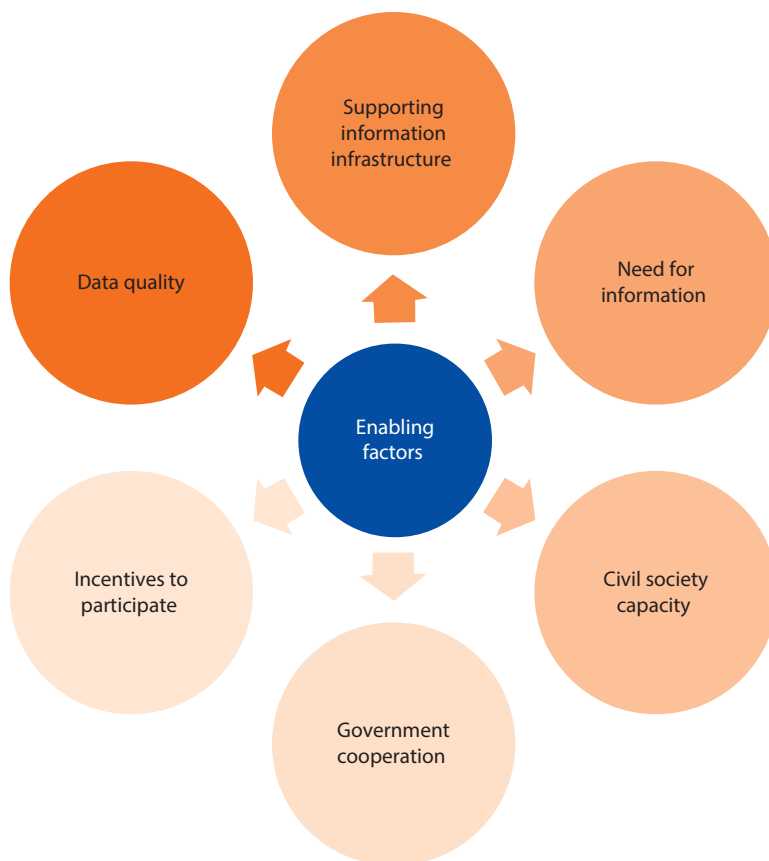 Supporting
information
infrastructure
Data quality
Need for
information
Enabling
factors
Incentives to
participate
Civil society
capacity
Government
cooperation